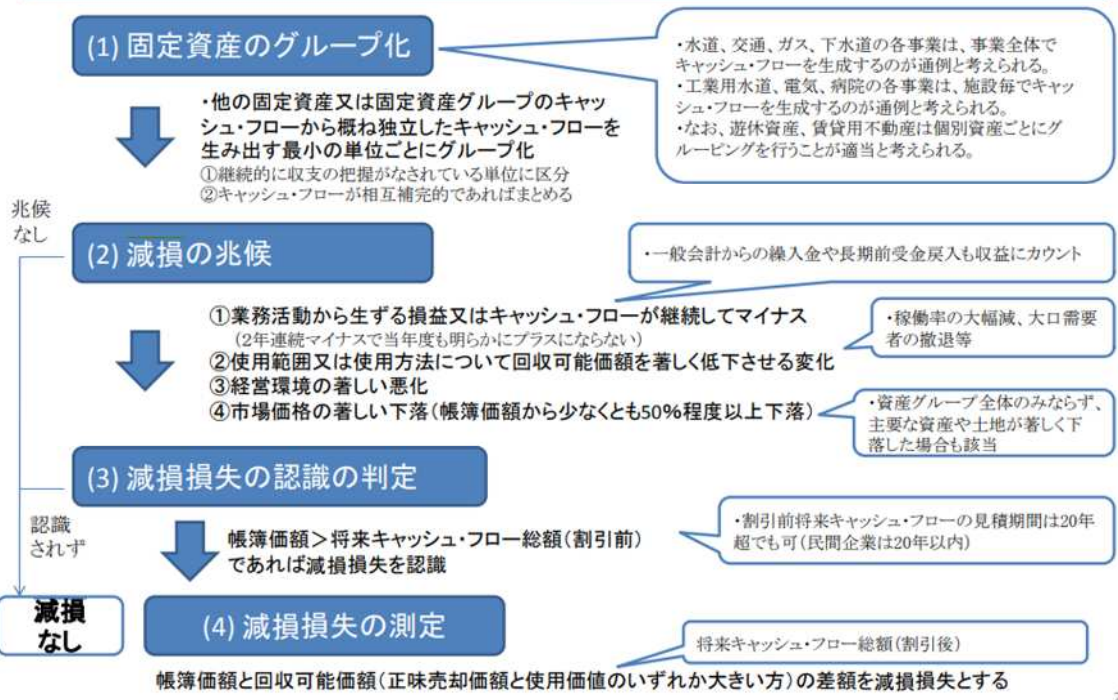 (1) 固定資産のグループ化
・水道、交通、ガス、下水道の各事業は、事業全体で
キャッシュ・フローを生成するのが通例と考えられる。
・工業用水道、電気、病院の各事業は、施設毎でキャッ
シュ・フローを生成するのが通例と考えられる。
・なお、遊休資産、賃貸用不動産は個別資産ごとにグ
ルーピングを行うことが適当と考えられる。
・他の固定資産又は固定資産グループのキャッ
シュ・フローから概ね独立したキャッシュ・フローを
生み出す最小の単位ごとにグループ化
①継続的に収支の把握がなされている単位に区分
②キャッシュ・フローが相互補完的であればまとめる
兆候
なし
(2) 減損の兆候
・一般会計からの繰入金や長期前受金戻入も収益にカウント
①業務活動から生ずる損益又はキャッシュ・フローが継続してマイナス
(2年連続マイナスで当年度も明らかにプラスにならない)
②使用範囲又は使用方法について回収可能価額を著しく低下させる変化
③経営環境の著しい悪化
④市場価格の著しい下落(帳簿価額から少なくとも50%程度以上下落)
・稼働率の大幅減、大口需要
者の撤退等
・資産グループ全体のみならず、
主要な資産や土地が著しく下
落した場合も該当
(3) 減損損失の認識の判定
認識
されず
帳簿価額>将来キャッシュ・フロー総額(割引前)
であれば減損損失を認識
・割引前将来キャッシュ・フローの見積期間は20年
超でも可(民間企業は20年以内)
減損
なし
(4) 減損損失の測定
将来キャッシュ・フロー総額(割引後)
帳簿価額と回収可能価額(正味売却価額と使用価値のいずれか大きい方)の差額を減損損失とする